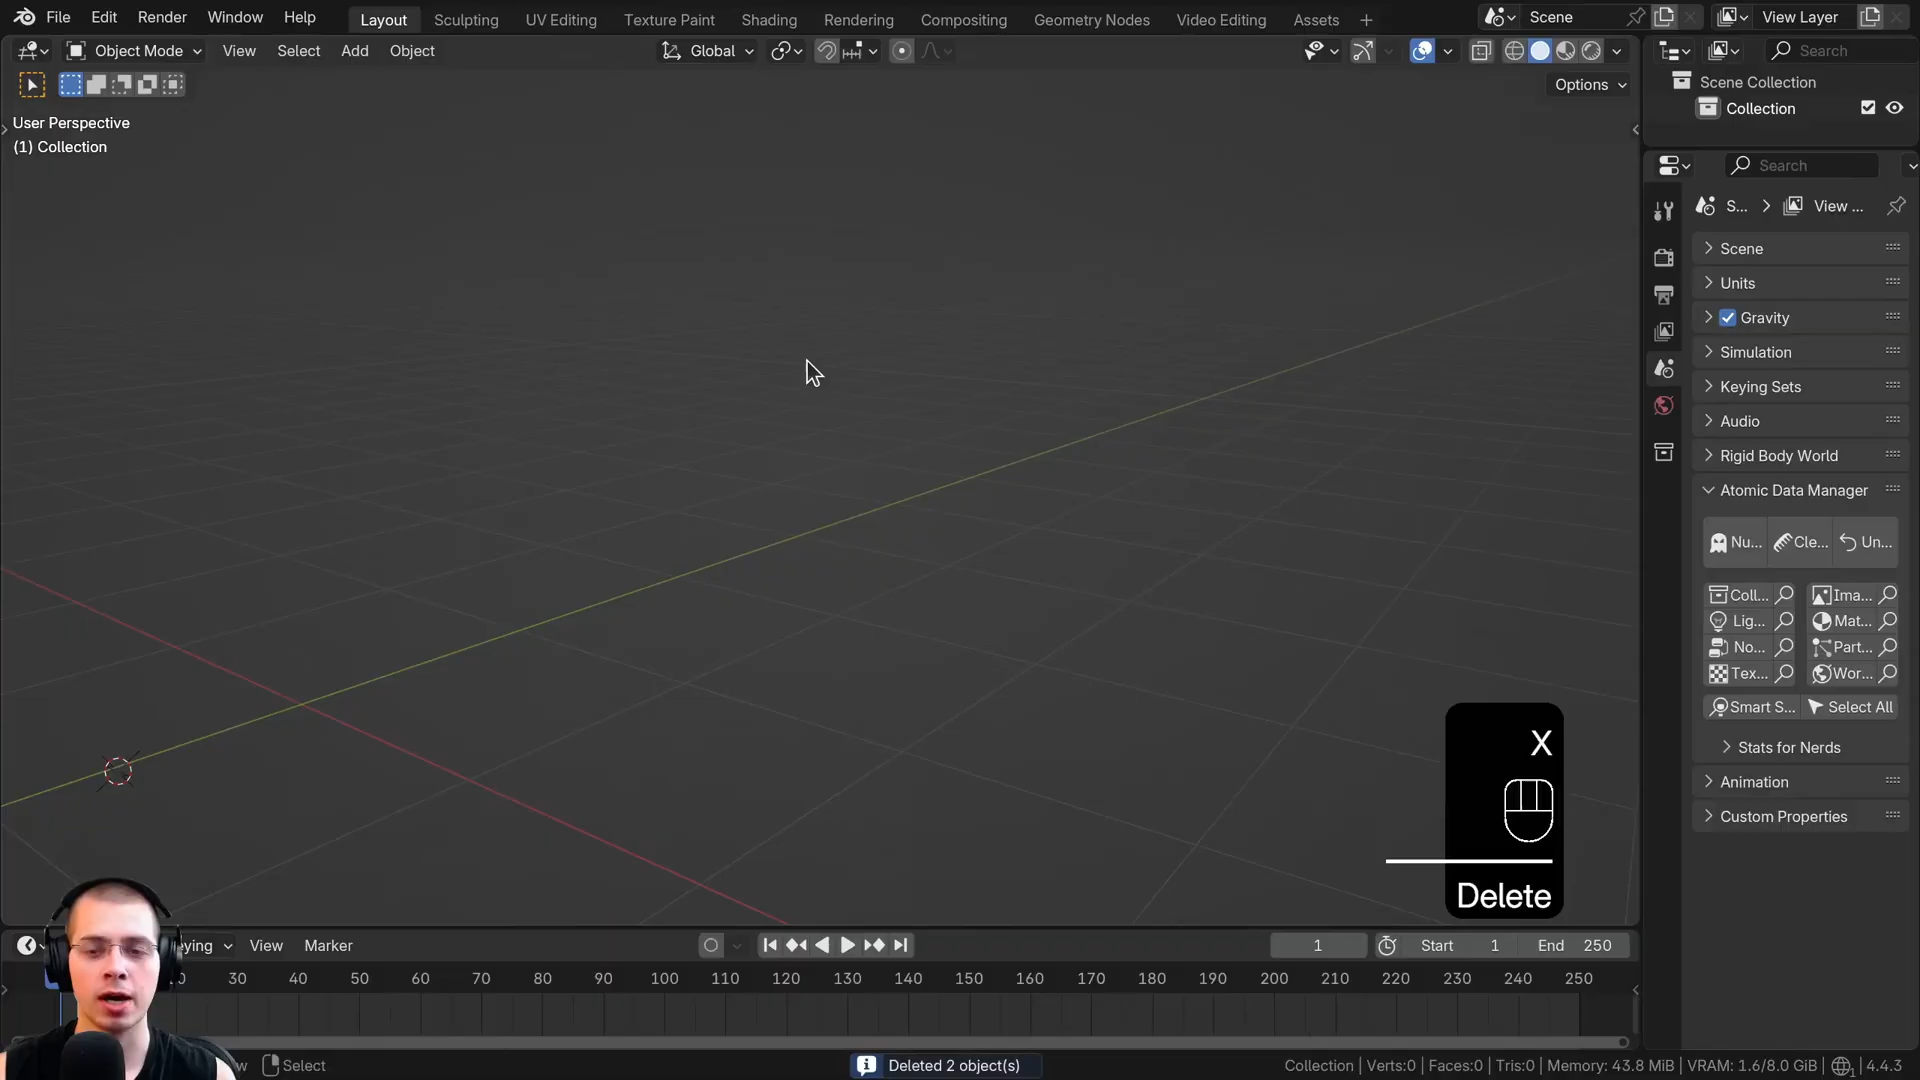 File Edit Render Window Help
Layout Sculpting UV Editing Texture Paint Shading Rendering Compositing Geometry Nodes Video Editing Assets +
Scene
View Layer
Object Mode View Select Add Object
Global
Search
Options
Scene Collection
Collection
User Perspective
(1) Collection
Search
S... > View ...
Scene
Units
Gravity
Simulation
Keying Sets
Audio
Rigid Body World
Atomic Data Manager
Nu... Cle... Un...
Coll... Ima...
Lig... Mat...
No... Part...
Tex... Wor...
Smart S... Select All
Stats for Nerds
Animation
Custom Properties
X
Delete
eying View Marker
1 Start 1 End 250
30 40 50 60 70 80 90 100 110 120 130 140 150 160 170 180 190 200 210 220 230 240 250
Select
Deleted 2 object(s)
Collection | Verts:0 | Faces:0 | Tris:0 | Memory: 43.8 MiB | VRAM: 1.6/8.0 GiB | 4.4.3